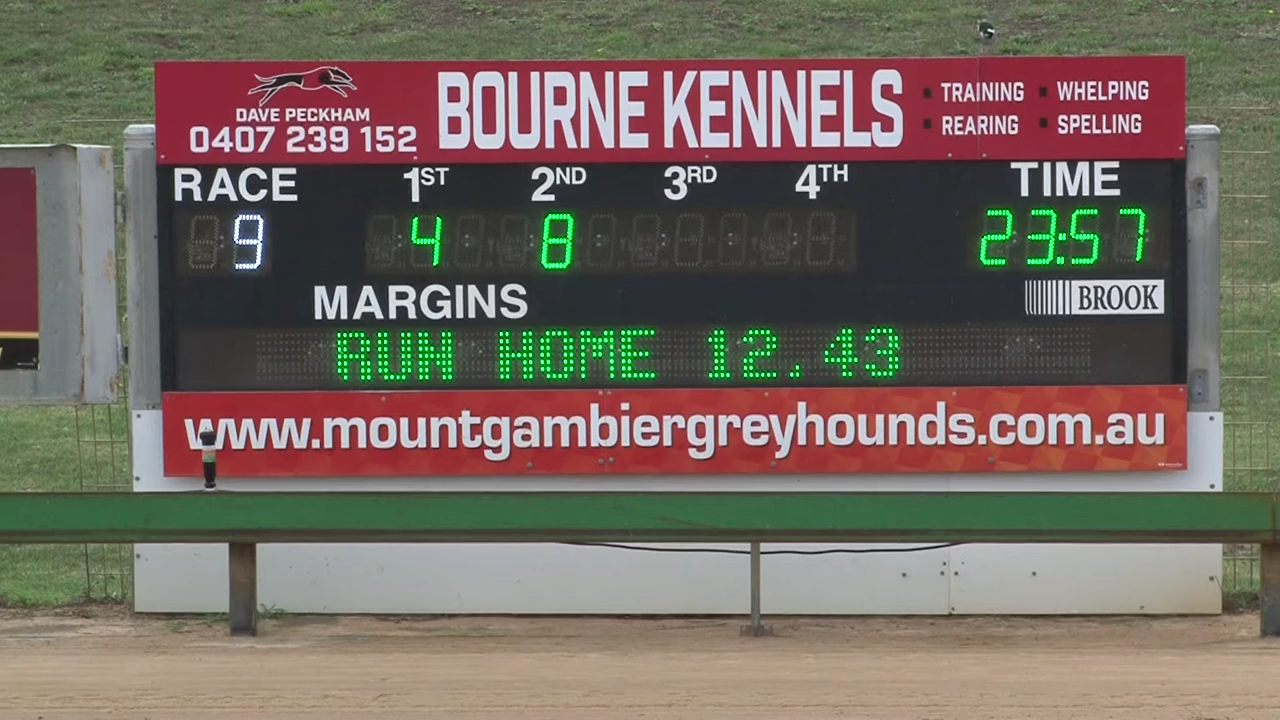 DAVE PECKHAM
0407 239 152
BOURNE KENNELS
TRAINING
WHELPING
REARING
SPELLING
RACE 1ST 2ND 3RD 4TH TIME
9 4 8 23:57
MARGINS
BROOK
RUN HOME 12.43
www.mountgambiergreyhounds.com.au